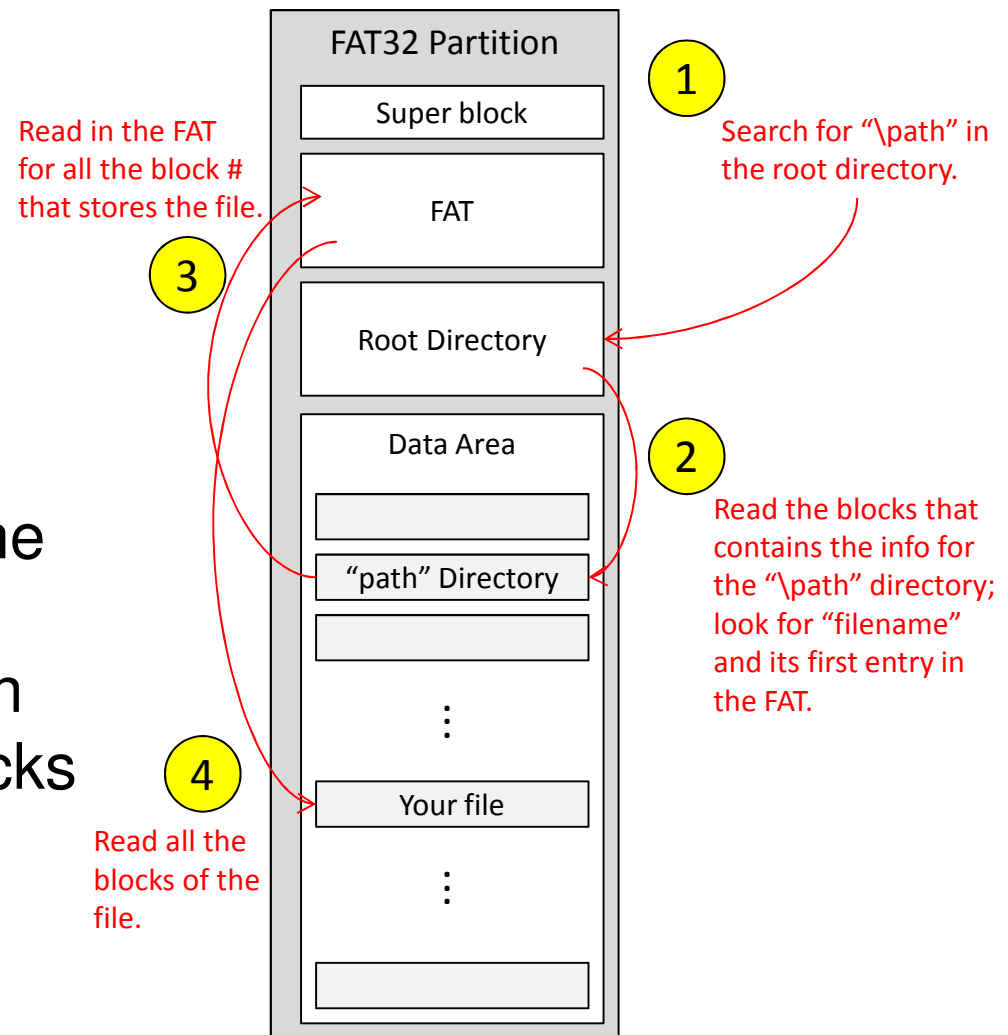 FAT32 Partition
Super block
FAT
Root Directory
Data Area
“path” Directory
⋮
Your file
⋮
1
Search for “\path” in
the root directory.
2
Read the blocks that
contains the info for
the “\path” directory;
look for “filename”
and its first entry in
the FAT.
Read in the FAT
for all the block #
that stores the file.
3
4
Read all the
blocks of the
file.